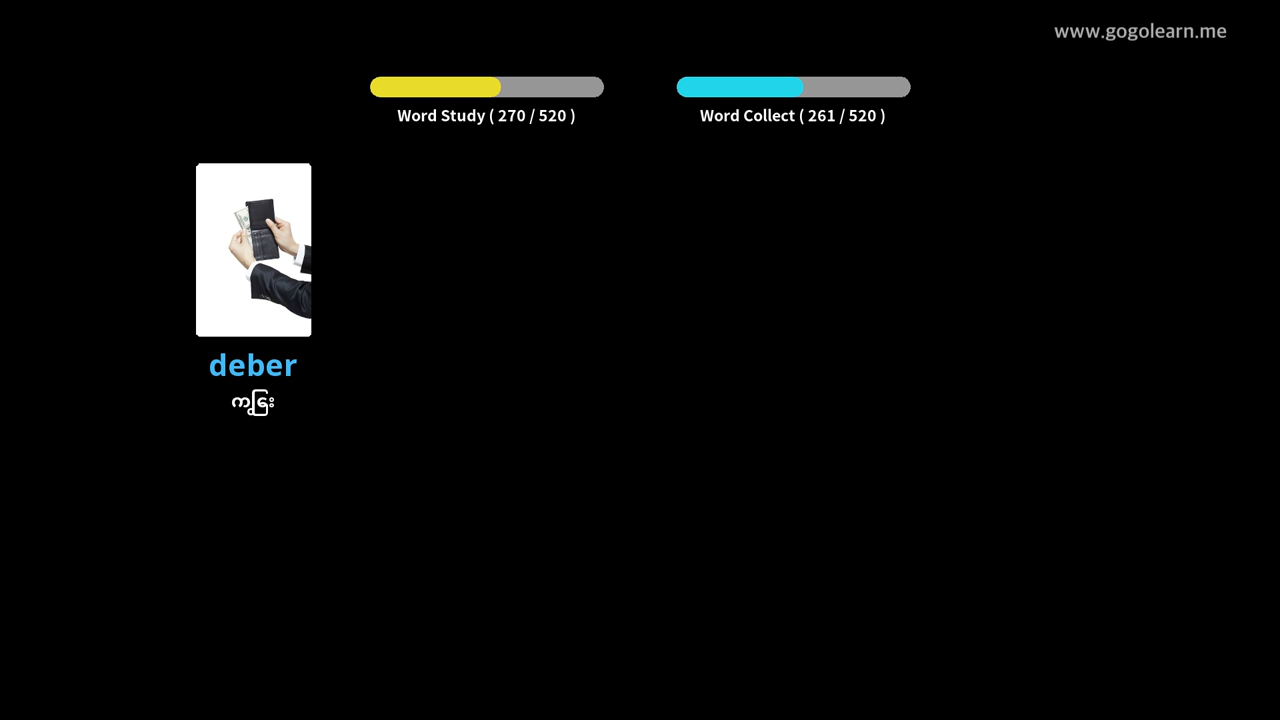 www.gogolearn.me
Word Study ( 270 / 520 )
Word Collect ( 261 / 520 )
deber
ကြွေး